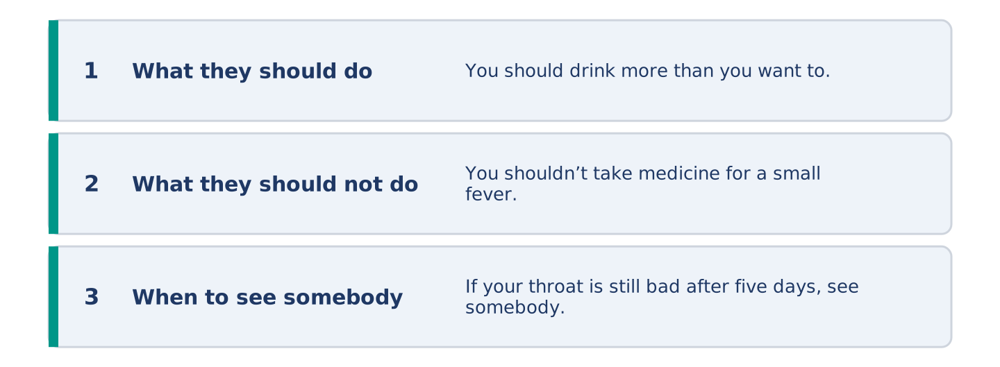 1 What they should do You should drink more than you want to.
2 What they should not do You shouldn’t take medicine for a small
fever.
3 When to see somebody If your throat is still bad after five days, see
somebody.